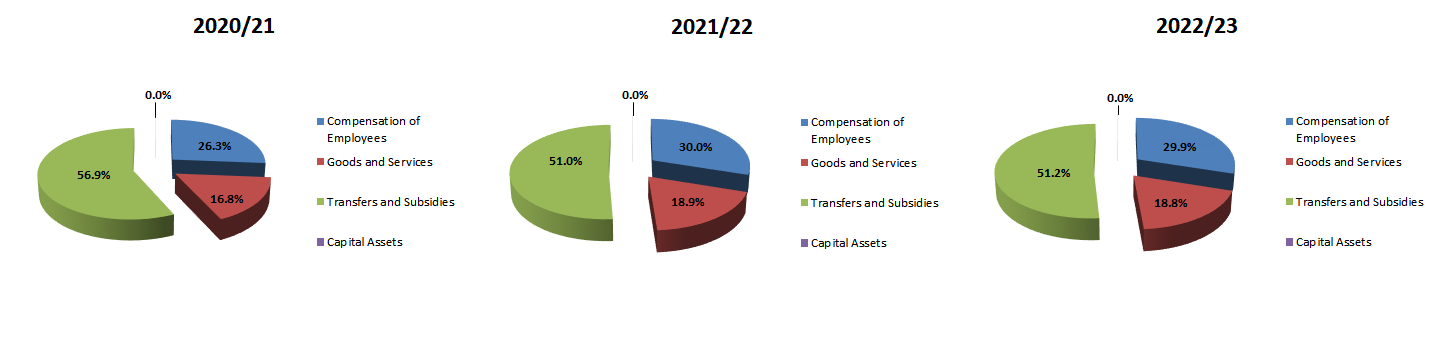 2020/21
0.0%
26.3%
56.9%
16.8%
Compensation of
Employees
Goods and Services
Transfers and Subsidies
Capital Assets
2021/22
0.0%
30.0%
51.0%
18.9%
Compensation of
Employees
Goods and Services
Transfers and Subsidies
Capital Assets
2022/23
0.0%
29.9%
51.2%
18.8%
Compensation of
Employees
Goods and Services
Transfers and Subsidies
Capital Assets